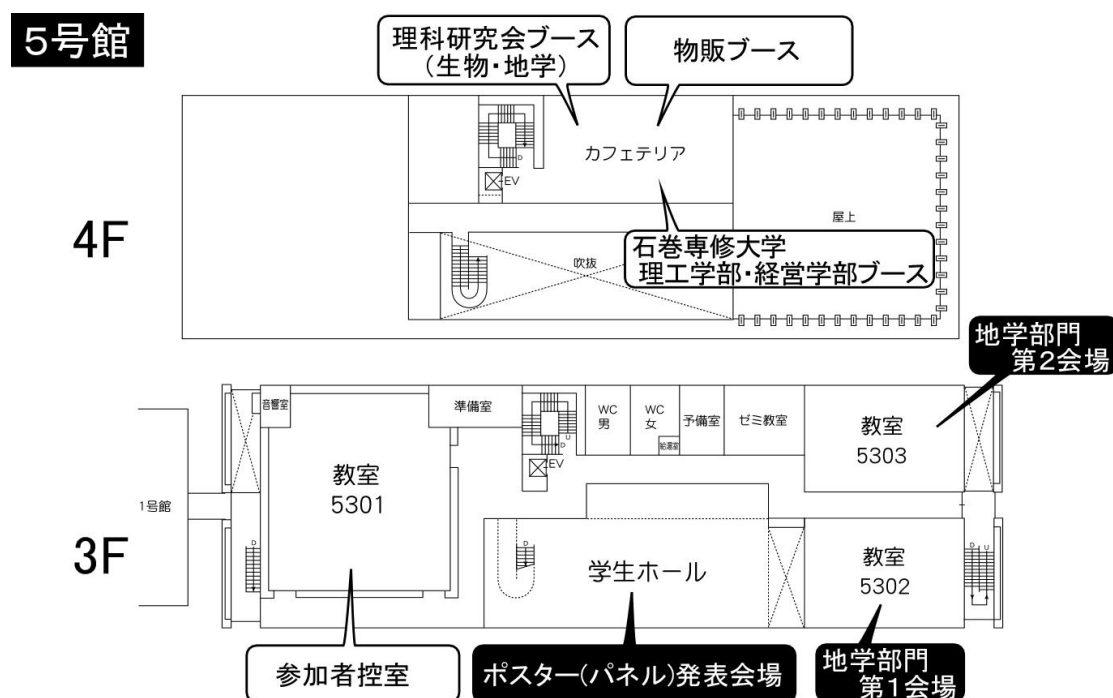 5号館
理科研究会ブース
(生物・地学)
物販ブース
カフェテリア
D
EV
4F
屋上
吹抜
石巻専修大学
理工学部・経営学部ブース
地学部門
第2会場
音響室
準備室
WC
男
WC
女
給湯室
予備室
ゼミ教室
D
U
EV
教室
5303
教室
5301
1号館
3F
D
学生ホール
D
教室
5302
D
U
参加者控室
ポスター(パネル)発表会場
地学部門
第1会場